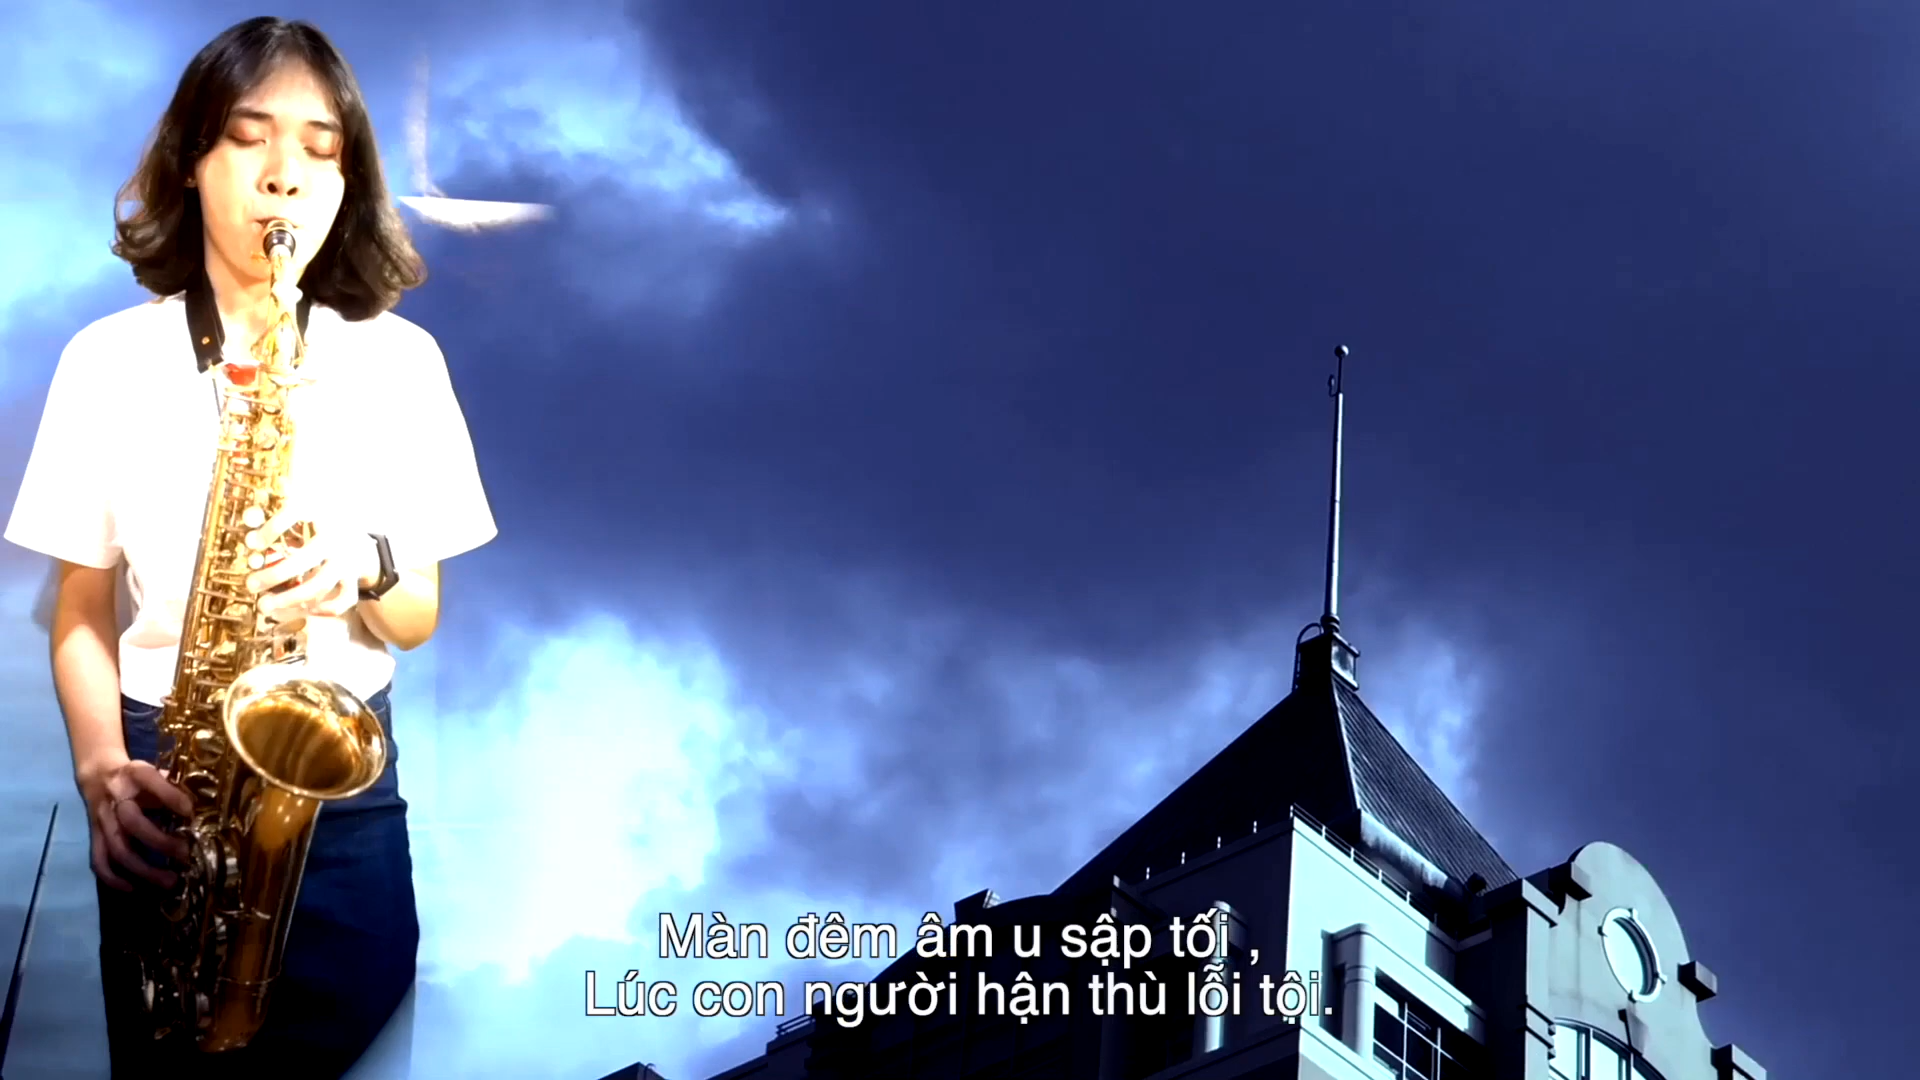 Màn đêm âm u sập tối ,
Lúc con người hận thù lỗi tội.